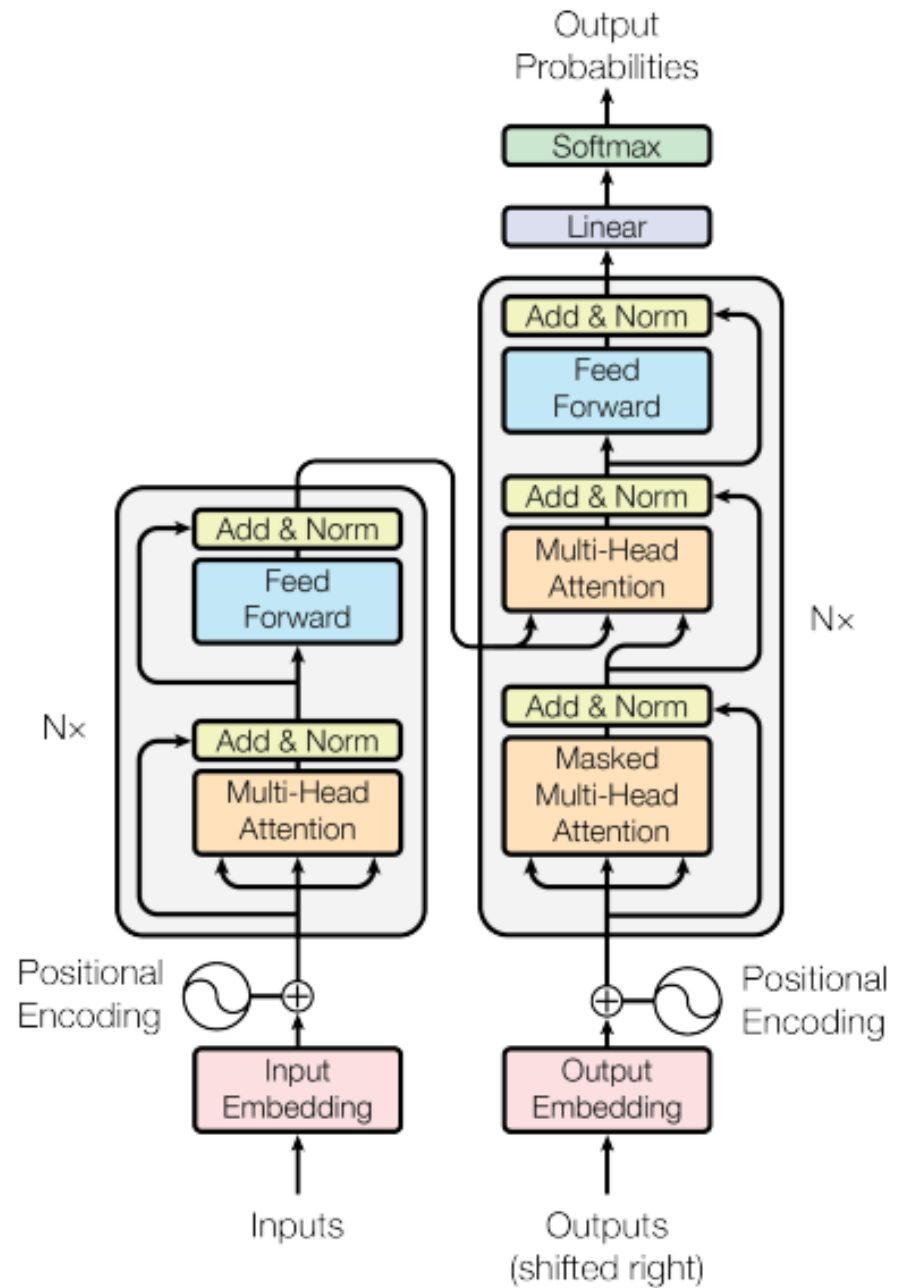 Output
Probabilities
Softmax
Linear
Add & Norm
Feed
Forward
Add & Norm
Multi-Head
Attention
Add & Norm
Masked
Multi-Head
Attention
N×
Add & Norm
Feed
Forward
Add & Norm
Multi-Head
Attention
N×
Positional
Encoding
Positional
Encoding
Input
Embedding
Output
Embedding
Inputs
Outputs
(shifted right)